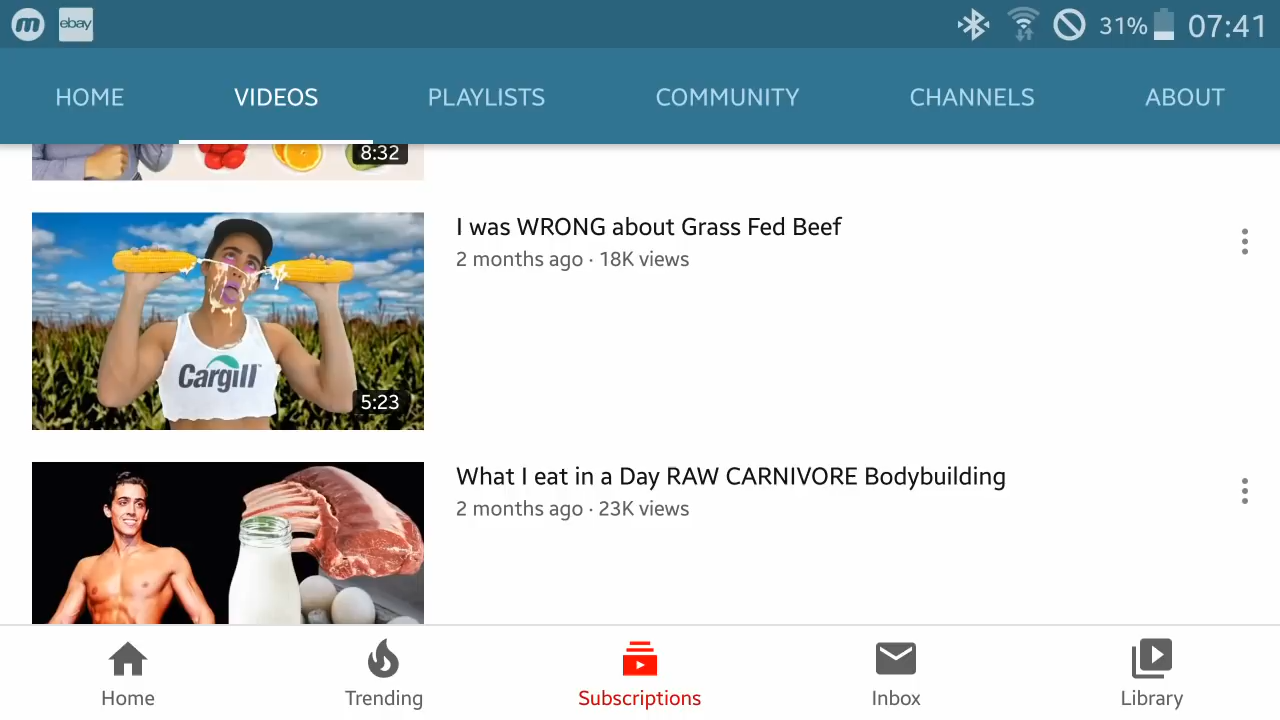 m ebay 31% 07:41
HOME VIDEOS PLAYLISTS COMMUNITY CHANNELS ABOUT
8:32
I was WRONG about Grass Fed Beef
2 months ago · 18K views
Cargill
5:23
What I eat in a Day RAW CARNIVORE Bodybuilding
2 months ago · 23K views
Home Trending Subscriptions Inbox Library